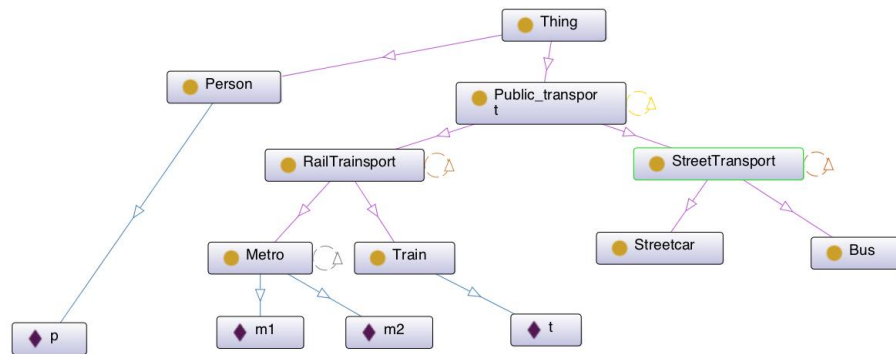 Thing
Person
Public_transpor
t
RailTrainsport
StreetTransport
Metro
Train
Streetcar
Bus
p
m1
m2
t